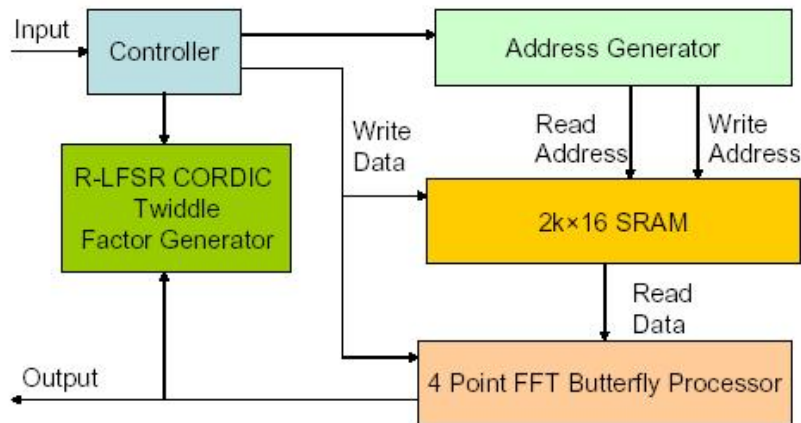 Input
Controller
Address Generator
Write
Data
Read
Address
Write
Address
R-LFSR CORDIC
Twiddle
Factor Generator
2k×16 SRAM
Read
Data
Output
4 Point FFT Butterfly Processor